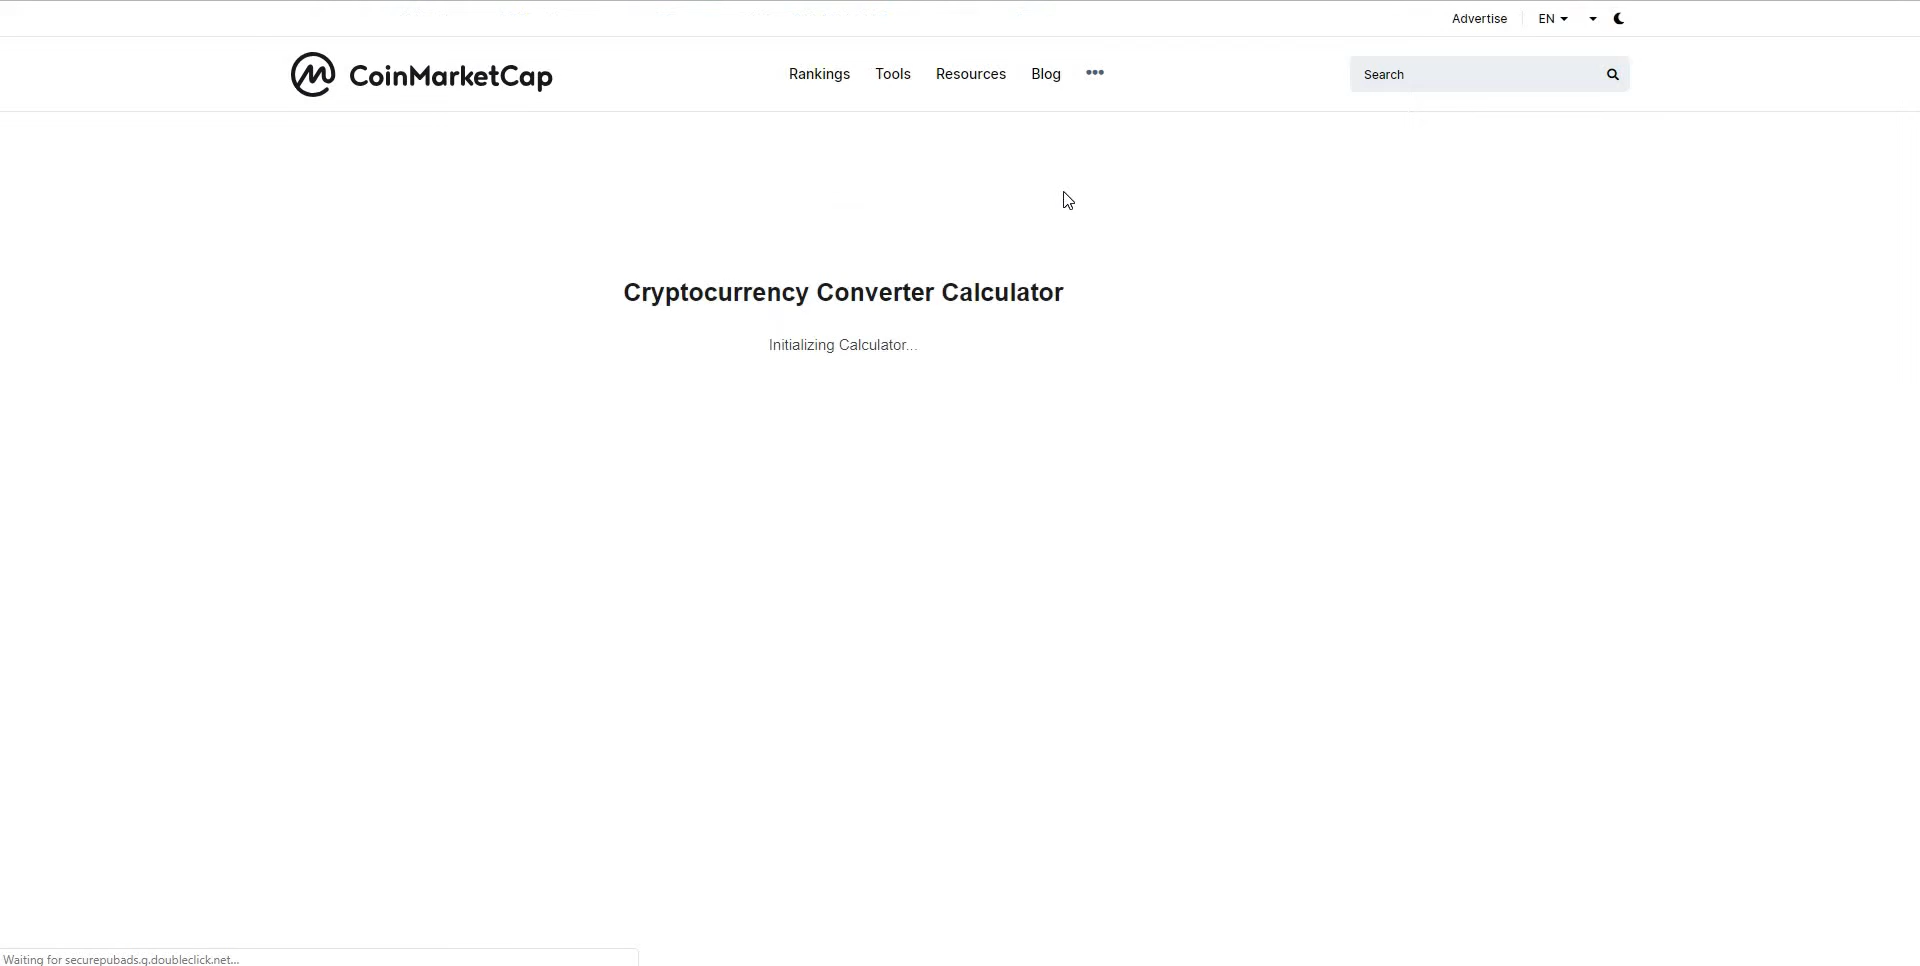 Advertise
EN
CoinMarketCap
Rankings
Tools
Resources
Blog
•••
Search
Cryptocurrency Converter Calculator
Initializing Calculator...
Waiting for securepubads.g.doubleclick.net...